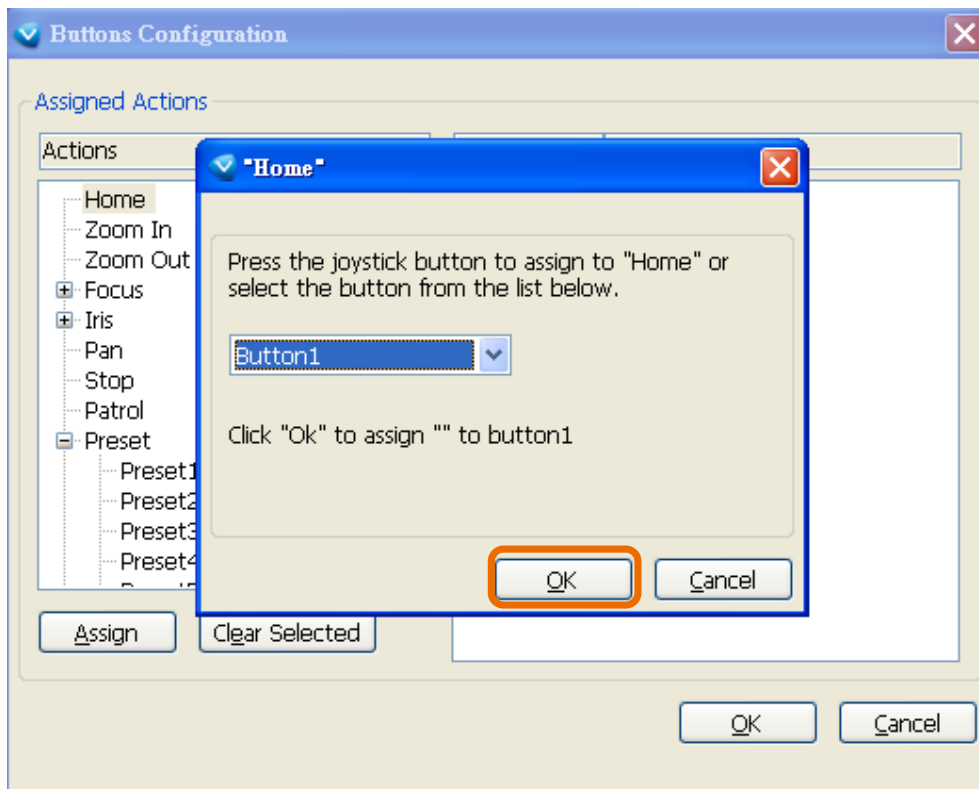 Buttons Configuration
Assigned Actions
Actions
"Home"
Home
Zoom In
Zoom Out
Focus
Iris
Pan
Stop
Patrol
Preset
Preset1
Preset2
Preset3
Preset4
Press the joystick button to assign to "Home" or
select the button from the list below.
Button1
Click "Ok" to assign "" to button1
OK Cancel
Assign Clear Selected
OK Cancel